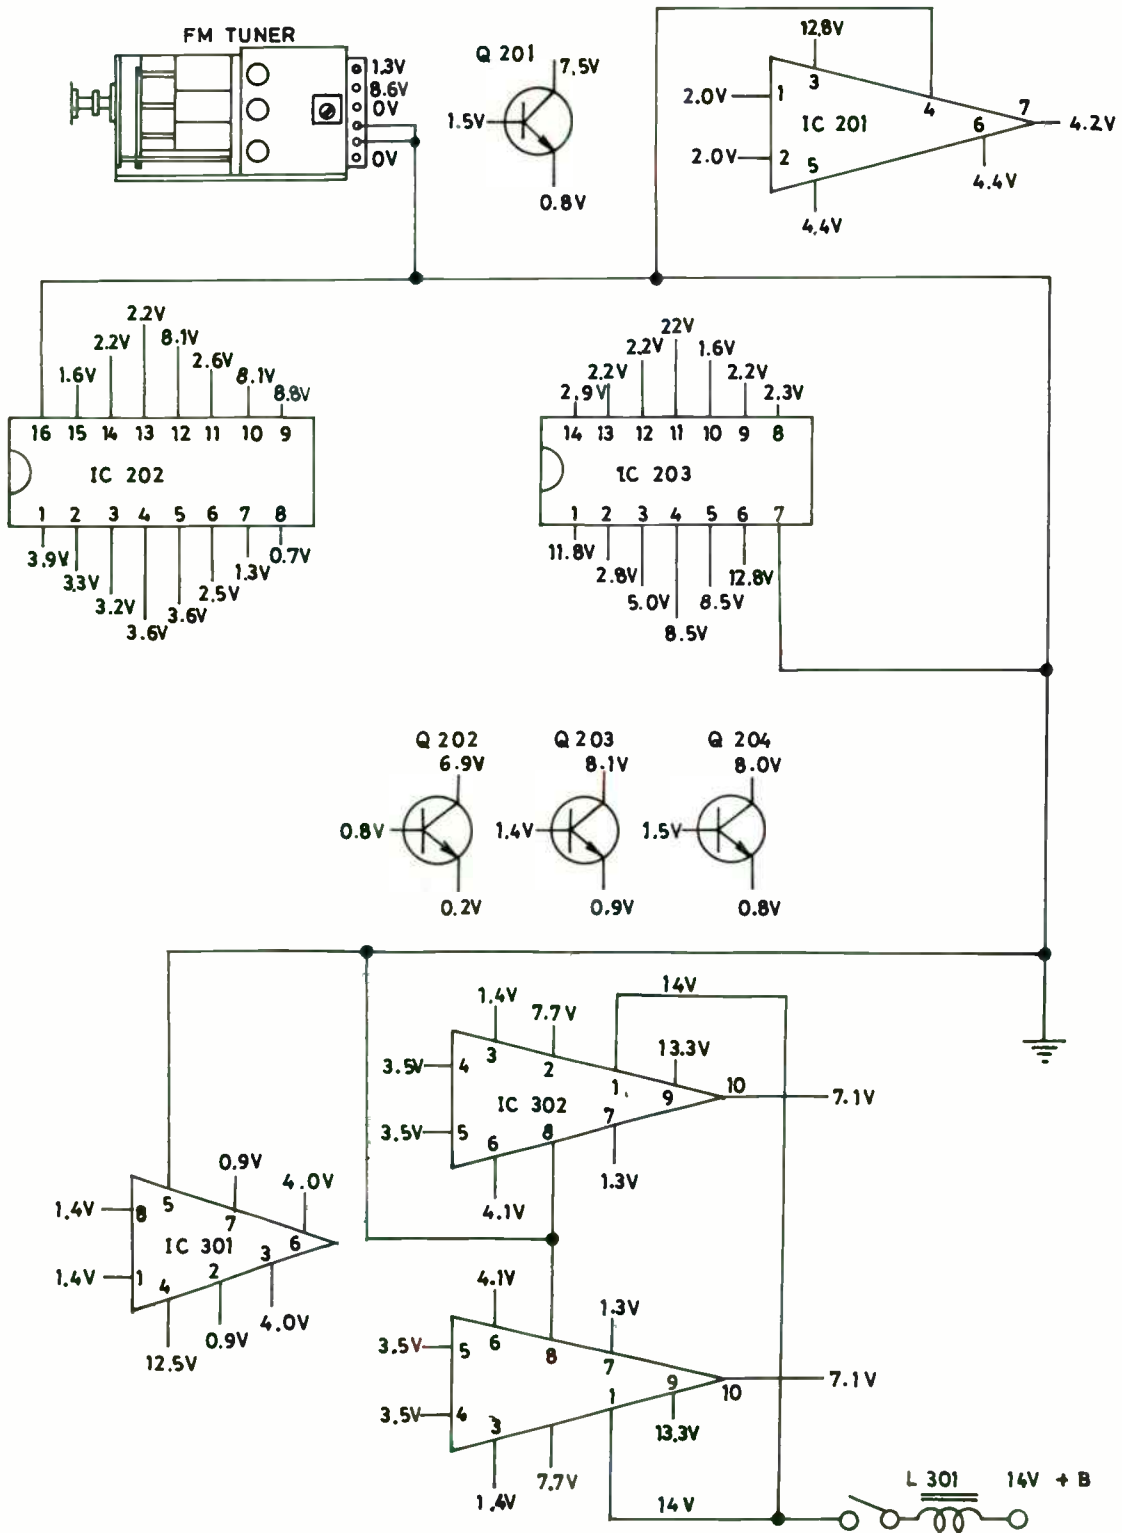 FM TUNER
1.3V
8.6V
0V
0V
Q 201
7.5V
1.5V
0.8V
12.8V
2.0V
1
3
4
7
IC 201
6
4.2V
2.0V
2
5
4.4V
4.4V
2.2V
2.2V
8.1V
1.6V
2.6V
8.1V
8.8V
16 15 14 13 12 11 10 9
IC 202
1 2 3 4 5 6 7 8
3.9V
3.3V
3.2V
3.6V
3.6V
2.5V
1.3V
0.7V
22V
2.2V
1.6V
2.2V
2.2V
2.9V
2.3V
14 13 12 11 10 9 8
IC 203
1 2 3 4 5 6 7
11.8V
2.8V
5.0V
8.5V
8.5V
12.8V
Q 202
6.9V
0.8V
0.2V
Q 203
8.1V
1.4V
0.9V
Q 204
8.0V
1.5V
0.8V
14V
1.4V
7.7V
13.3V
3.5V
4
3
2
1
9
10
7.1V
IC 302
3.5V
5
6
8
7
4.1V
1.3V
0.9V
4.0V
1.4V
8
5
7
6
IC 301
1.4V
1
4
2
3
12.5V
0.9V
4.0V
4.1V
1.3V
3.5V
5
6
8
7
9
10
7.1V
3.5V
4
3
1
13.3V
1.4V
7.7V
14V
L 301
14V + B